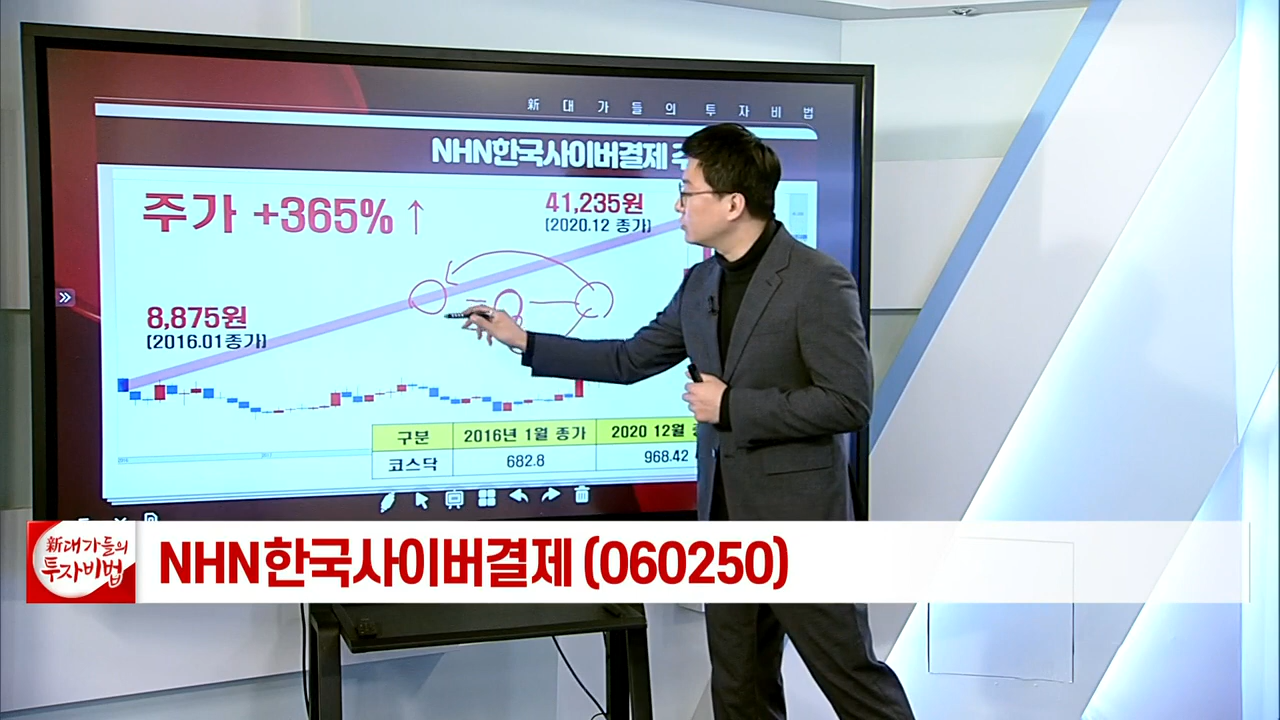 新 대 가 들 의 투 자 비 법
NHN한국사이버결제
주가 +365%↑
41,235원
(2020.12 종가)
8,875원
(2016.01종가)
구분 2016년 1월 종가 2020 12월
코스닥 682.8 968.42
新대가들의
투자비법
NHN한국사이버결제 (060250)